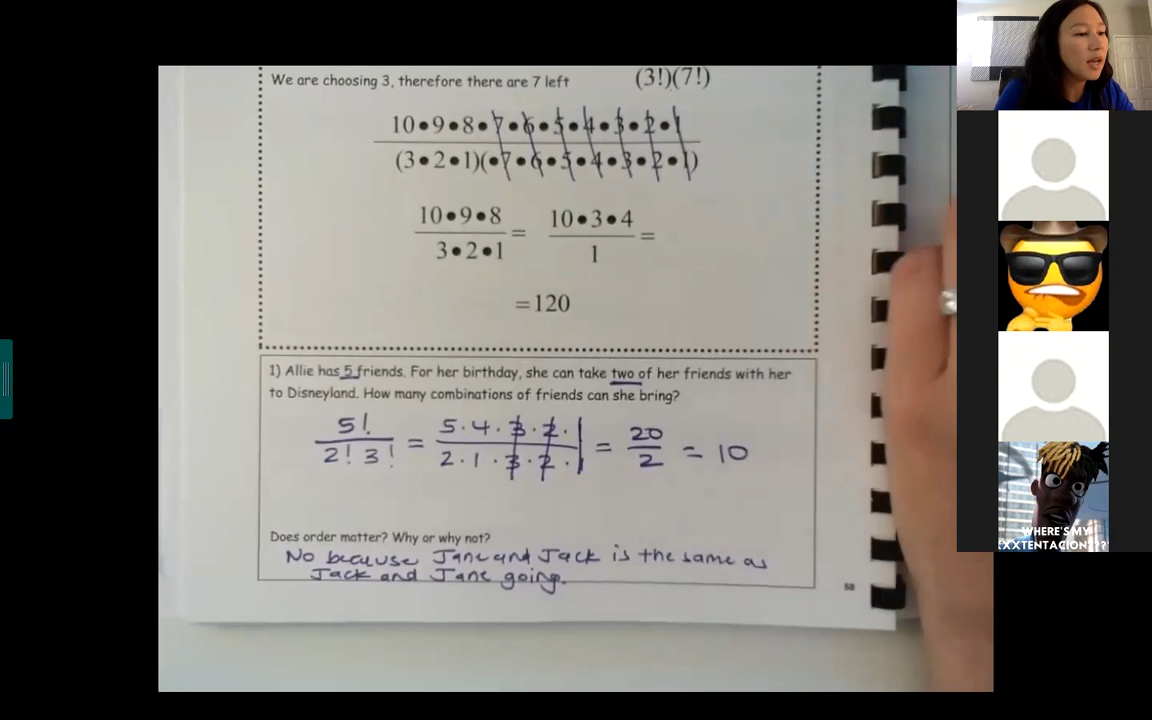 We are choosing 3, therefore there are 7 left (3!)(7!)
10•9•8•7•6•5•4•3•2•1
(3•2•1)(•7•6•5•4•3•2•1)
10•9•8 = 10•3•4 =
3•2•1 1
=120
1) Allie has 5 friends. For her birthday, she can take two of her friends with her
to Disneyland. How many combinations of friends can she bring?
5! = 5·4·3·2·1 = 20 = 10
2! 3! 2·1·3·2·1 2
Does order matter? Why or why not?
No because Jane and Jack is the same as
Jack and Jane going.
58
WHERE'S MY
XXXTENTACION???